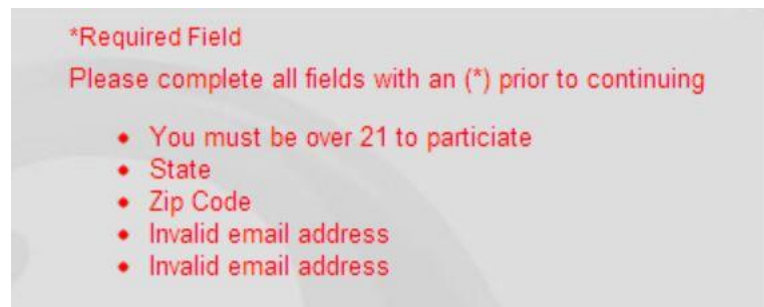 *Required Field
Please complete all fields with an (*) prior to continuing
• You must be over 21 to particiate
• State
• Zip Code
• Invalid email address
• Invalid email address